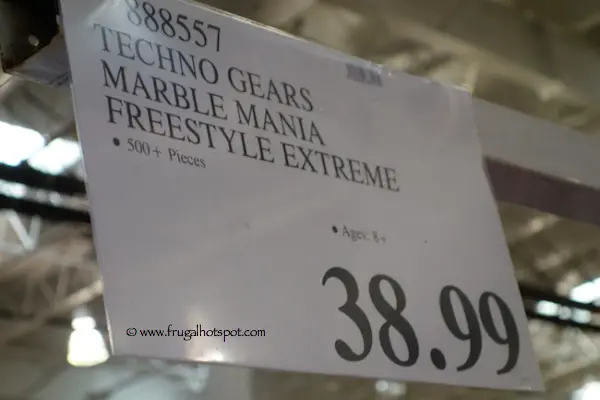 888557
TECHNO GEARS
MARBLE MANIA
FREESTYLE EXTREME
• 500+ Pieces
• Ages: 8+
38.99
© www.frugalhotspot.com